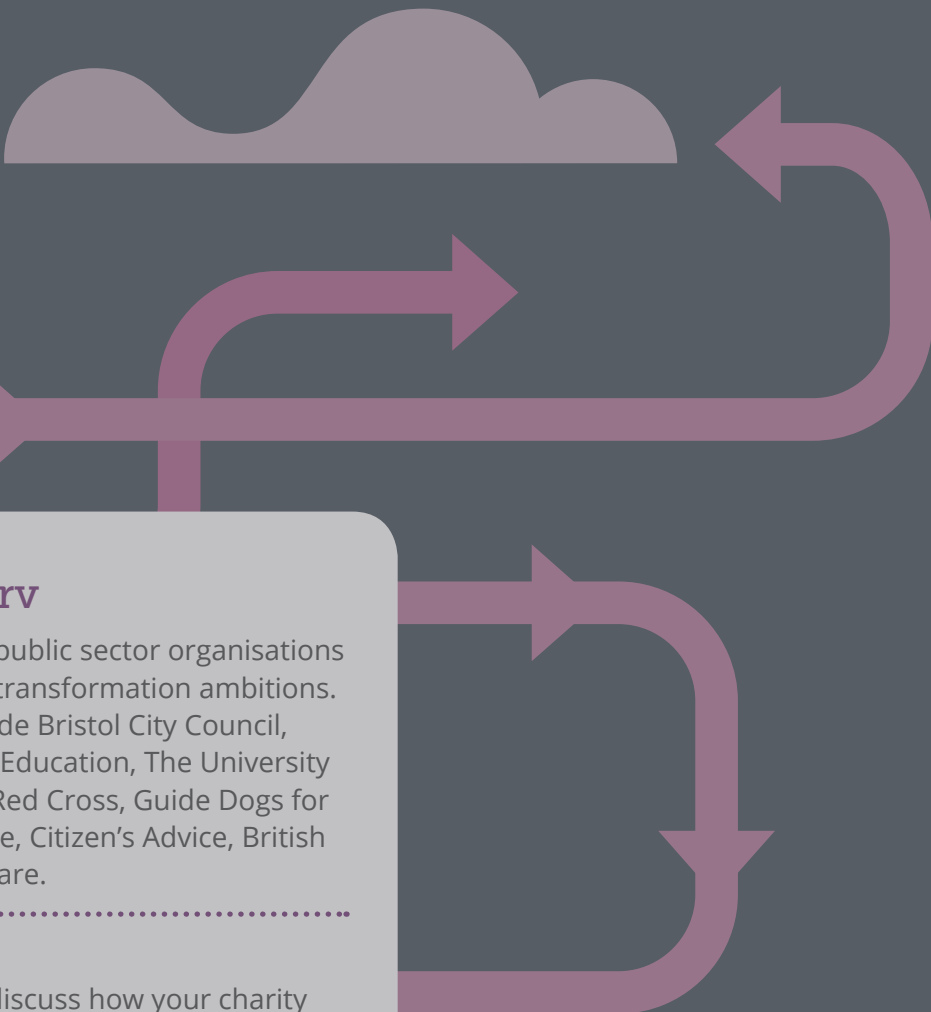 rv
public sector organisations
transformation ambitions.
de Bristol City Council,
Education, The University
Red Cross, Guide Dogs for
e, Citizen’s Advice, British
are.
discuss how your charity